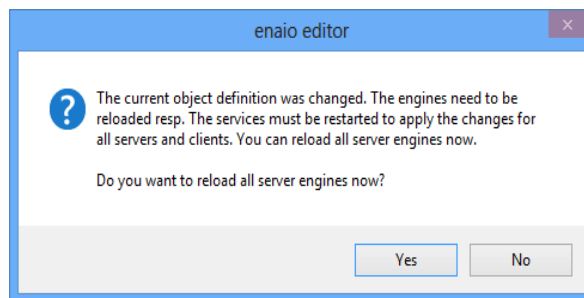 enaio editor
x
?
The current object definition was changed. The engines need to be
reloaded resp. The services must be restarted to apply the changes for
all servers and clients. You can reload all server engines now.
Do you want to reload all server engines now?
Yes
No